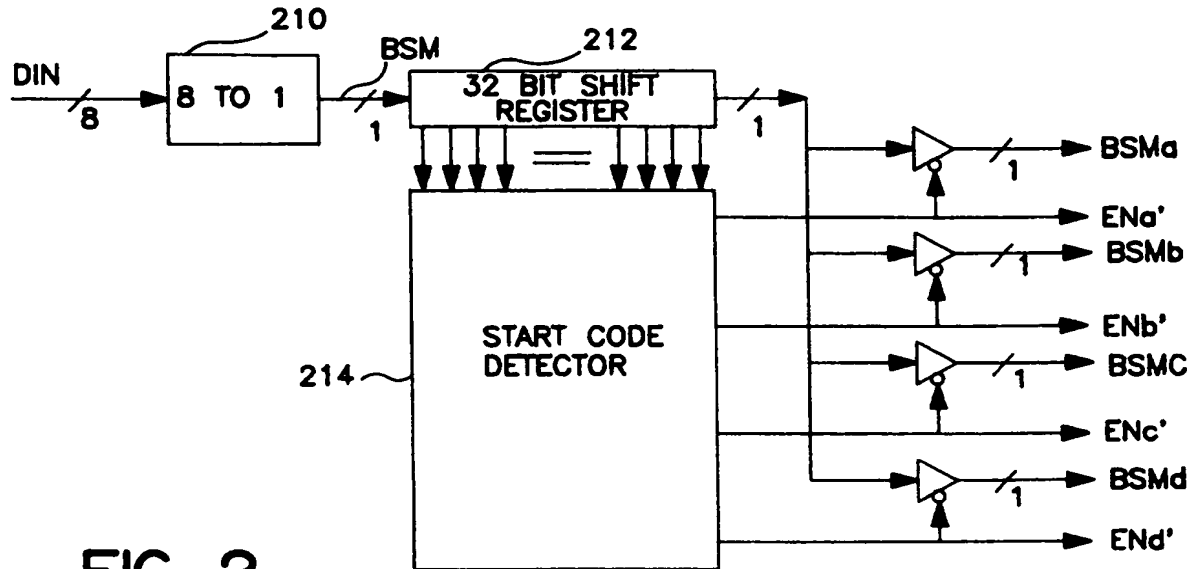 210
DIN
8
8 TO 1
BSM
1
212
32 BIT SHIFT
REGISTER
1
1
BSMa
ENa'
1
BSMb
ENb'
START CODE
DETECTOR
214
1
BSMC
ENc'
1
BSMd
ENd'